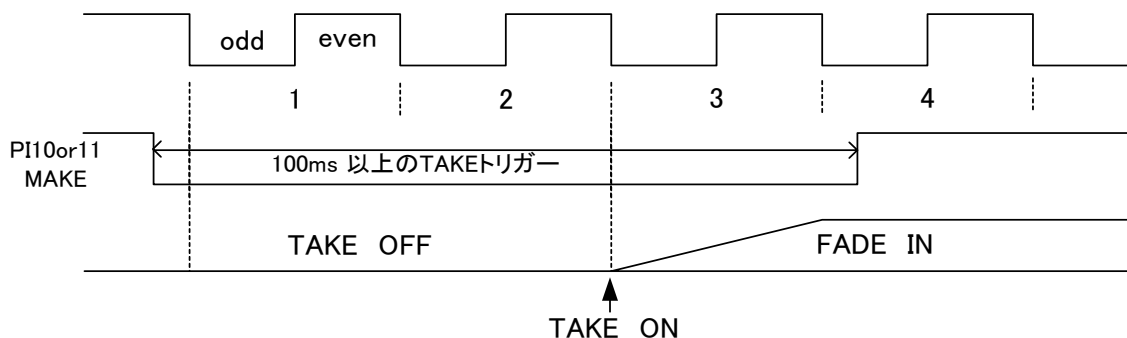 odd even
1 2 3 4
PI10or11
MAKE
100ms 以上のTAKEトリガー
TAKE OFF FADE IN
TAKE ON